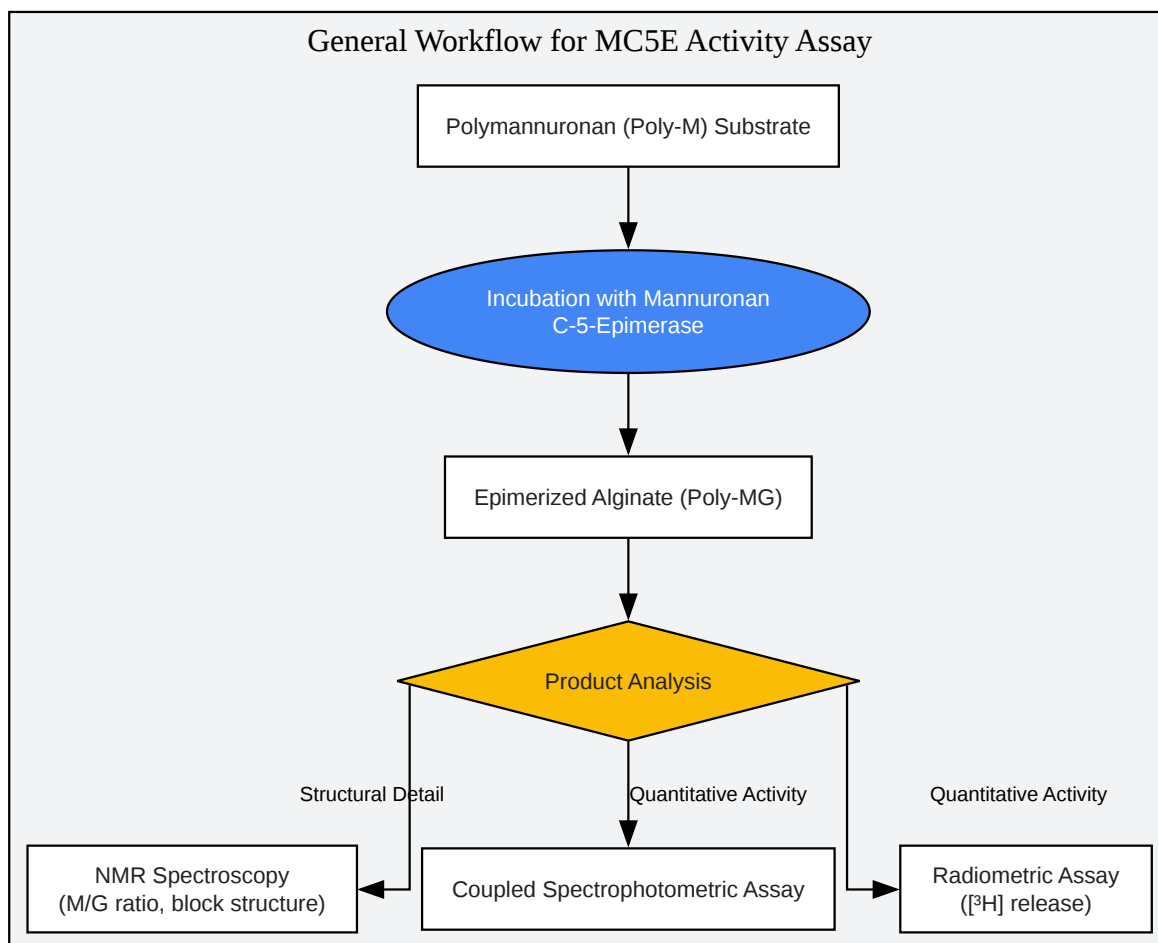 General Workflow for MC5E Activity Assay
Polymannuronan (Poly-M) Substrate
Incubation with Mannuronan
C-5-Epimerase
Epimerized Alginate (Poly-MG)
Product Analysis
Structural Detail
Quantitative Activity
Quantitative Activity
NMR Spectroscopy
(M/G ratio, block structure)
Coupled Spectrophotometric Assay
Radiometric Assay
([³H] release)